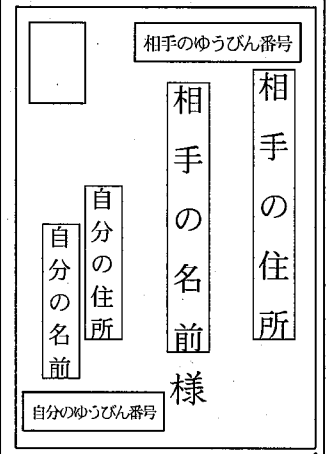 相手のゆうびん番号
相手の住所
相手の名前様
自分の住所
自分の名前
自分のゆうびん番号